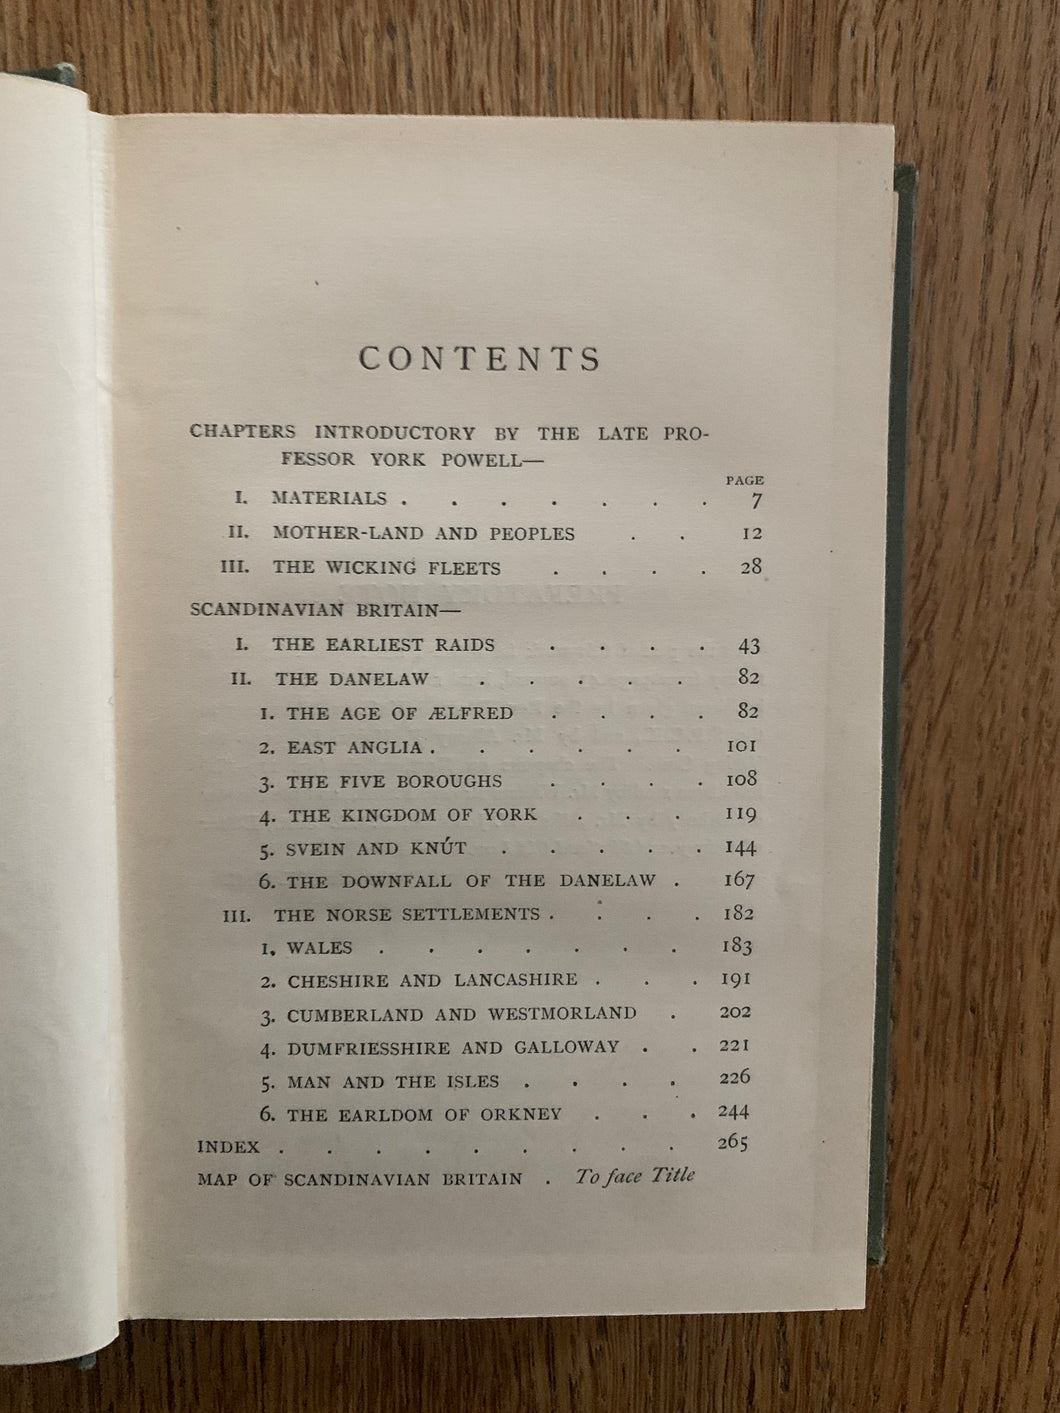 CONTENTS
CHAPTERS INTRODUCTORY BY THE LATE PRO-
FESSOR YORK POWELL—
PAGE
I. MATERIALS . . . . . . . 7
II. MOTHER-LAND AND PEOPLES . . 12
III. THE WICKING FLEETS . . . . 28
SCANDINAVIAN BRITAIN—
I. THE EARLIEST RAIDS . . . . 43
II. THE DANELAW . . . . . 82
1. THE AGE OF ÆLFRED . . . . 82
2. EAST ANGLIA . . . . . . 101
3. THE FIVE BOROUGHS . . . . 108
4. THE KINGDOM OF YORK . . . 119
5. SVEIN AND KNÚT . . . . . 144
6. THE DOWNFALL OF THE DANELAW . 167
III. THE NORSE SETTLEMENTS . . . . 182
1. WALES . . . . . . . 183
2. CHESHIRE AND LANCASHIRE . . . 191
3. CUMBERLAND AND WESTMORLAND . 202
4. DUMFRIESSHIRE AND GALLOWAY . . 221
5. MAN AND THE ISLES . . . . 226
6. THE EARLDOM OF ORKNEY . . . 244
INDEX . . . . . . . . . 265
MAP OF SCANDINAVIAN BRITAIN . To face Title